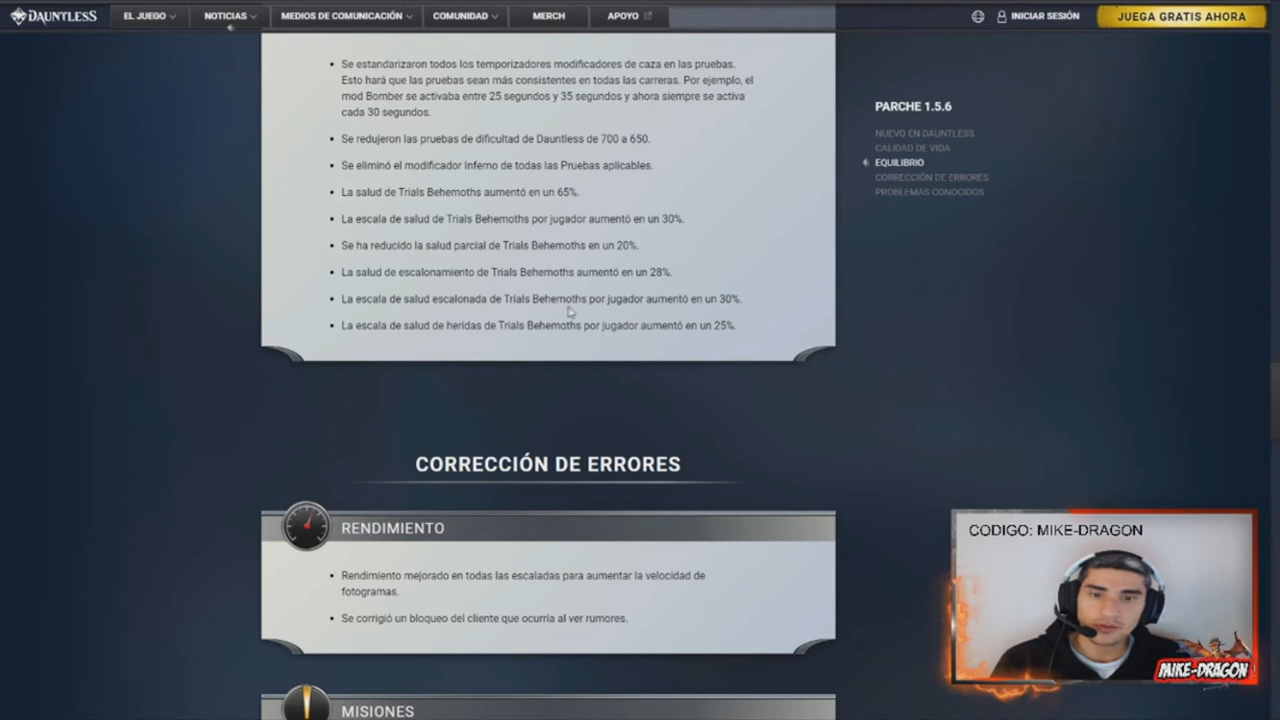 DAUNTLESS
EL JUEGO
NOTICIAS
MEDIOS DE COMUNICACIÓN
COMUNIDAD
MERCH
APOYO
INICIAR SESIÓN
JUEGA GRATIS AHORA
• Se estandarizaron todos los temporizadores modificadores de caza en las pruebas.
Esto hará que las pruebas sean más consistentes en todas las carreras. Por ejemplo, el
mod Bomber se activaba entre 25 segundos y 35 segundos y ahora siempre se activa
cada 30 segundos.
• Se redujeron las pruebas de dificultad de Dauntless de 700 a 650.
• Se eliminó el modificador Inferno de todas las Pruebas aplicables.
• La salud de Trials Behemoths aumentó en un 65%.
• La escala de salud de Trials Behemoths por jugador aumentó en un 30%.
• Se ha reducido la salud parcial de Trials Behemoths en un 20%.
• La salud de escalonamiento de Trials Behemoths aumentó en un 28%.
• La escala de salud escalonada de Trials Behemoths por jugador aumentó en un 30%.
• La escala de salud de heridas de Trials Behemoths por jugador aumentó en un 25%.
PARCHE 1.5.6
NUEVO EN DAUNTLESS
CALIDAD DE VIDA
EQUILIBRIO
CORRECCIÓN DE ERRORES
PROBLEMAS CONOCIDOS
CORRECCIÓN DE ERRORES
RENDIMIENTO
• Rendimiento mejorado en todas las escaladas para aumentar la velocidad de
fotogramas.
• Se corrigió un bloqueo del cliente que ocurría al ver rumores.
MISIONES
CODIGO: MIKE-DRAGON
MIKE-DRAGON